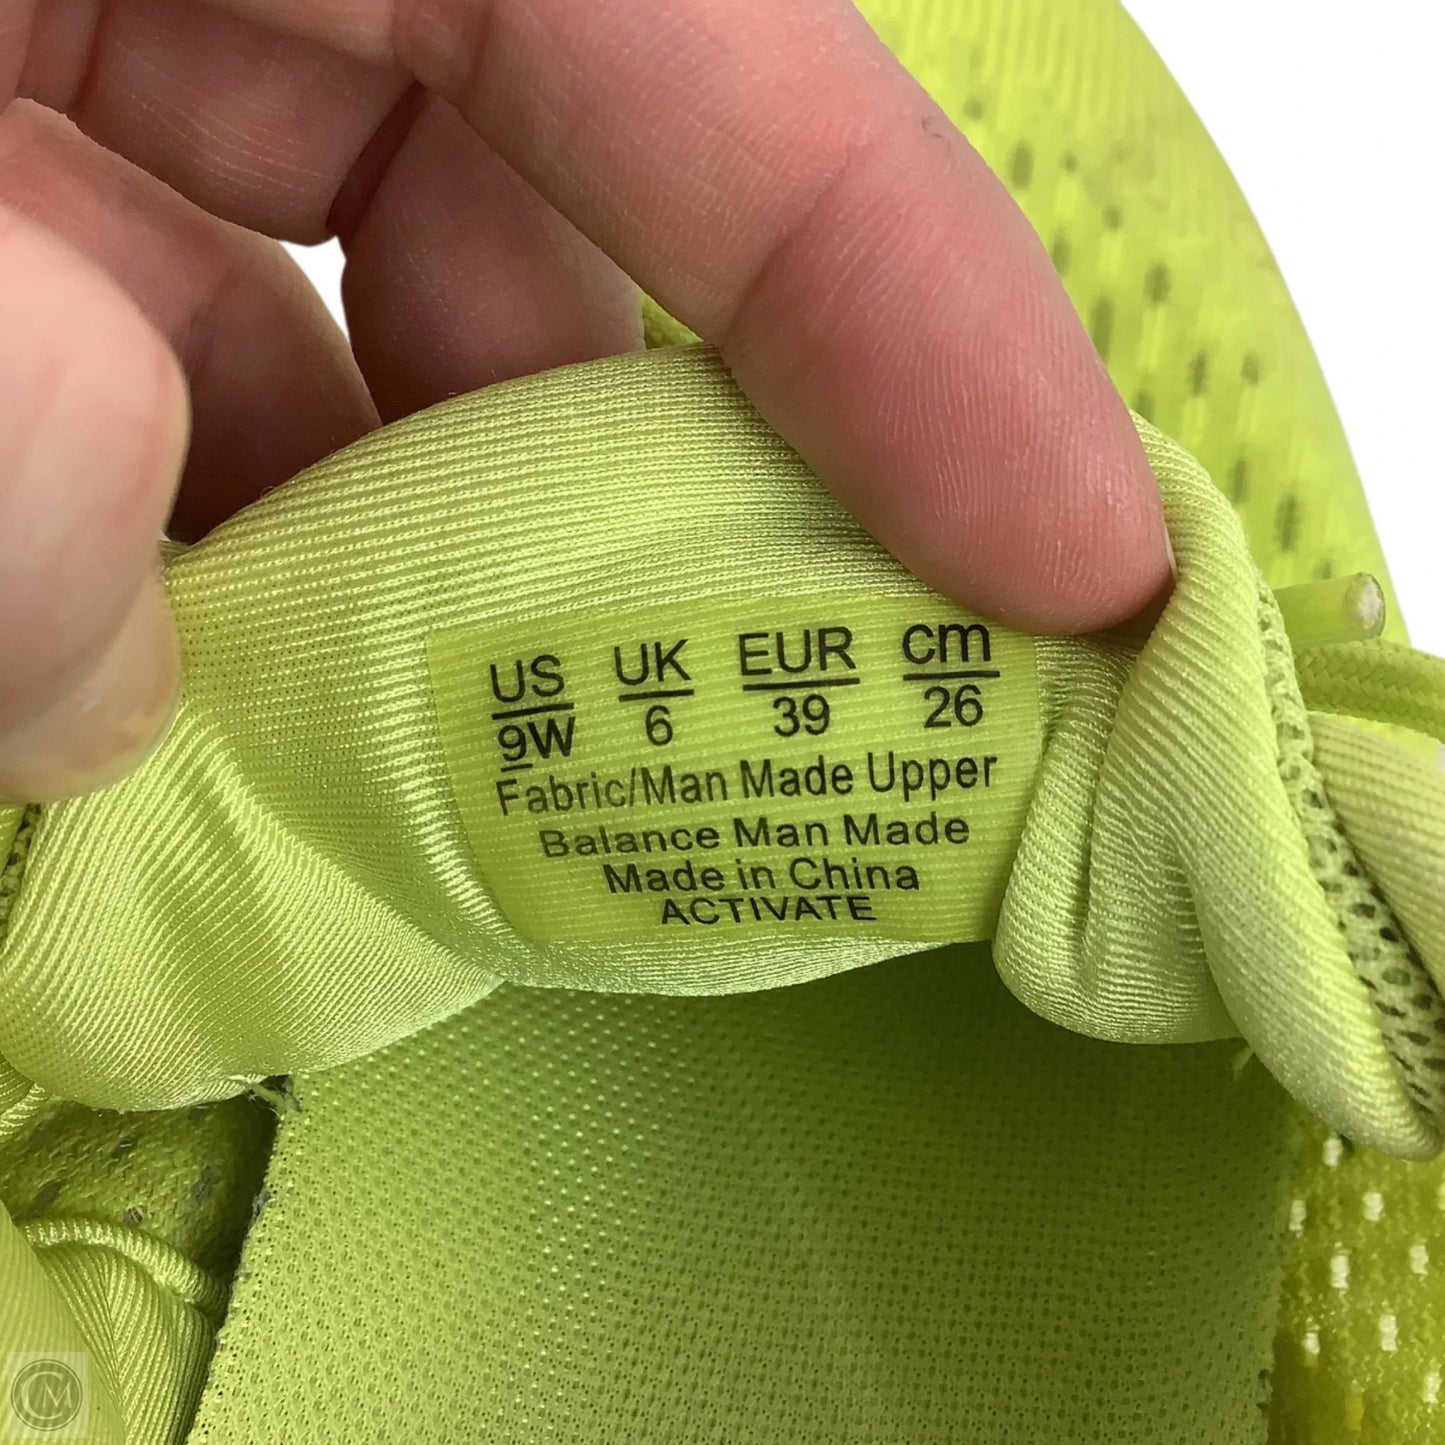 US UK EUR cm
9W 6 39 26
Fabric/Man Made Upper
Balance Man Made
Made in China
ACTIVATE
CM